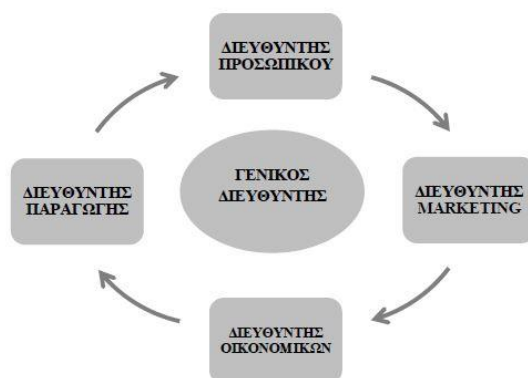 ΔΙΕΥΘΥΝΤΗΣ
ΠΡΟΣΩΠΙΚΟΥ
ΓΕΝΙΚΟΣ
ΔΙΕΥΘΥΝΤΗΣ
ΔΙΕΥΘΥΝΤΗΣ
ΠΑΡΑΓΩΓΗΣ
ΔΙΕΥΘΥΝΤΗΣ
MARKETING
ΔΙΕΥΘΥΝΤΗΣ
ΟΙΚΟΝΟΜΙΚΩΝ